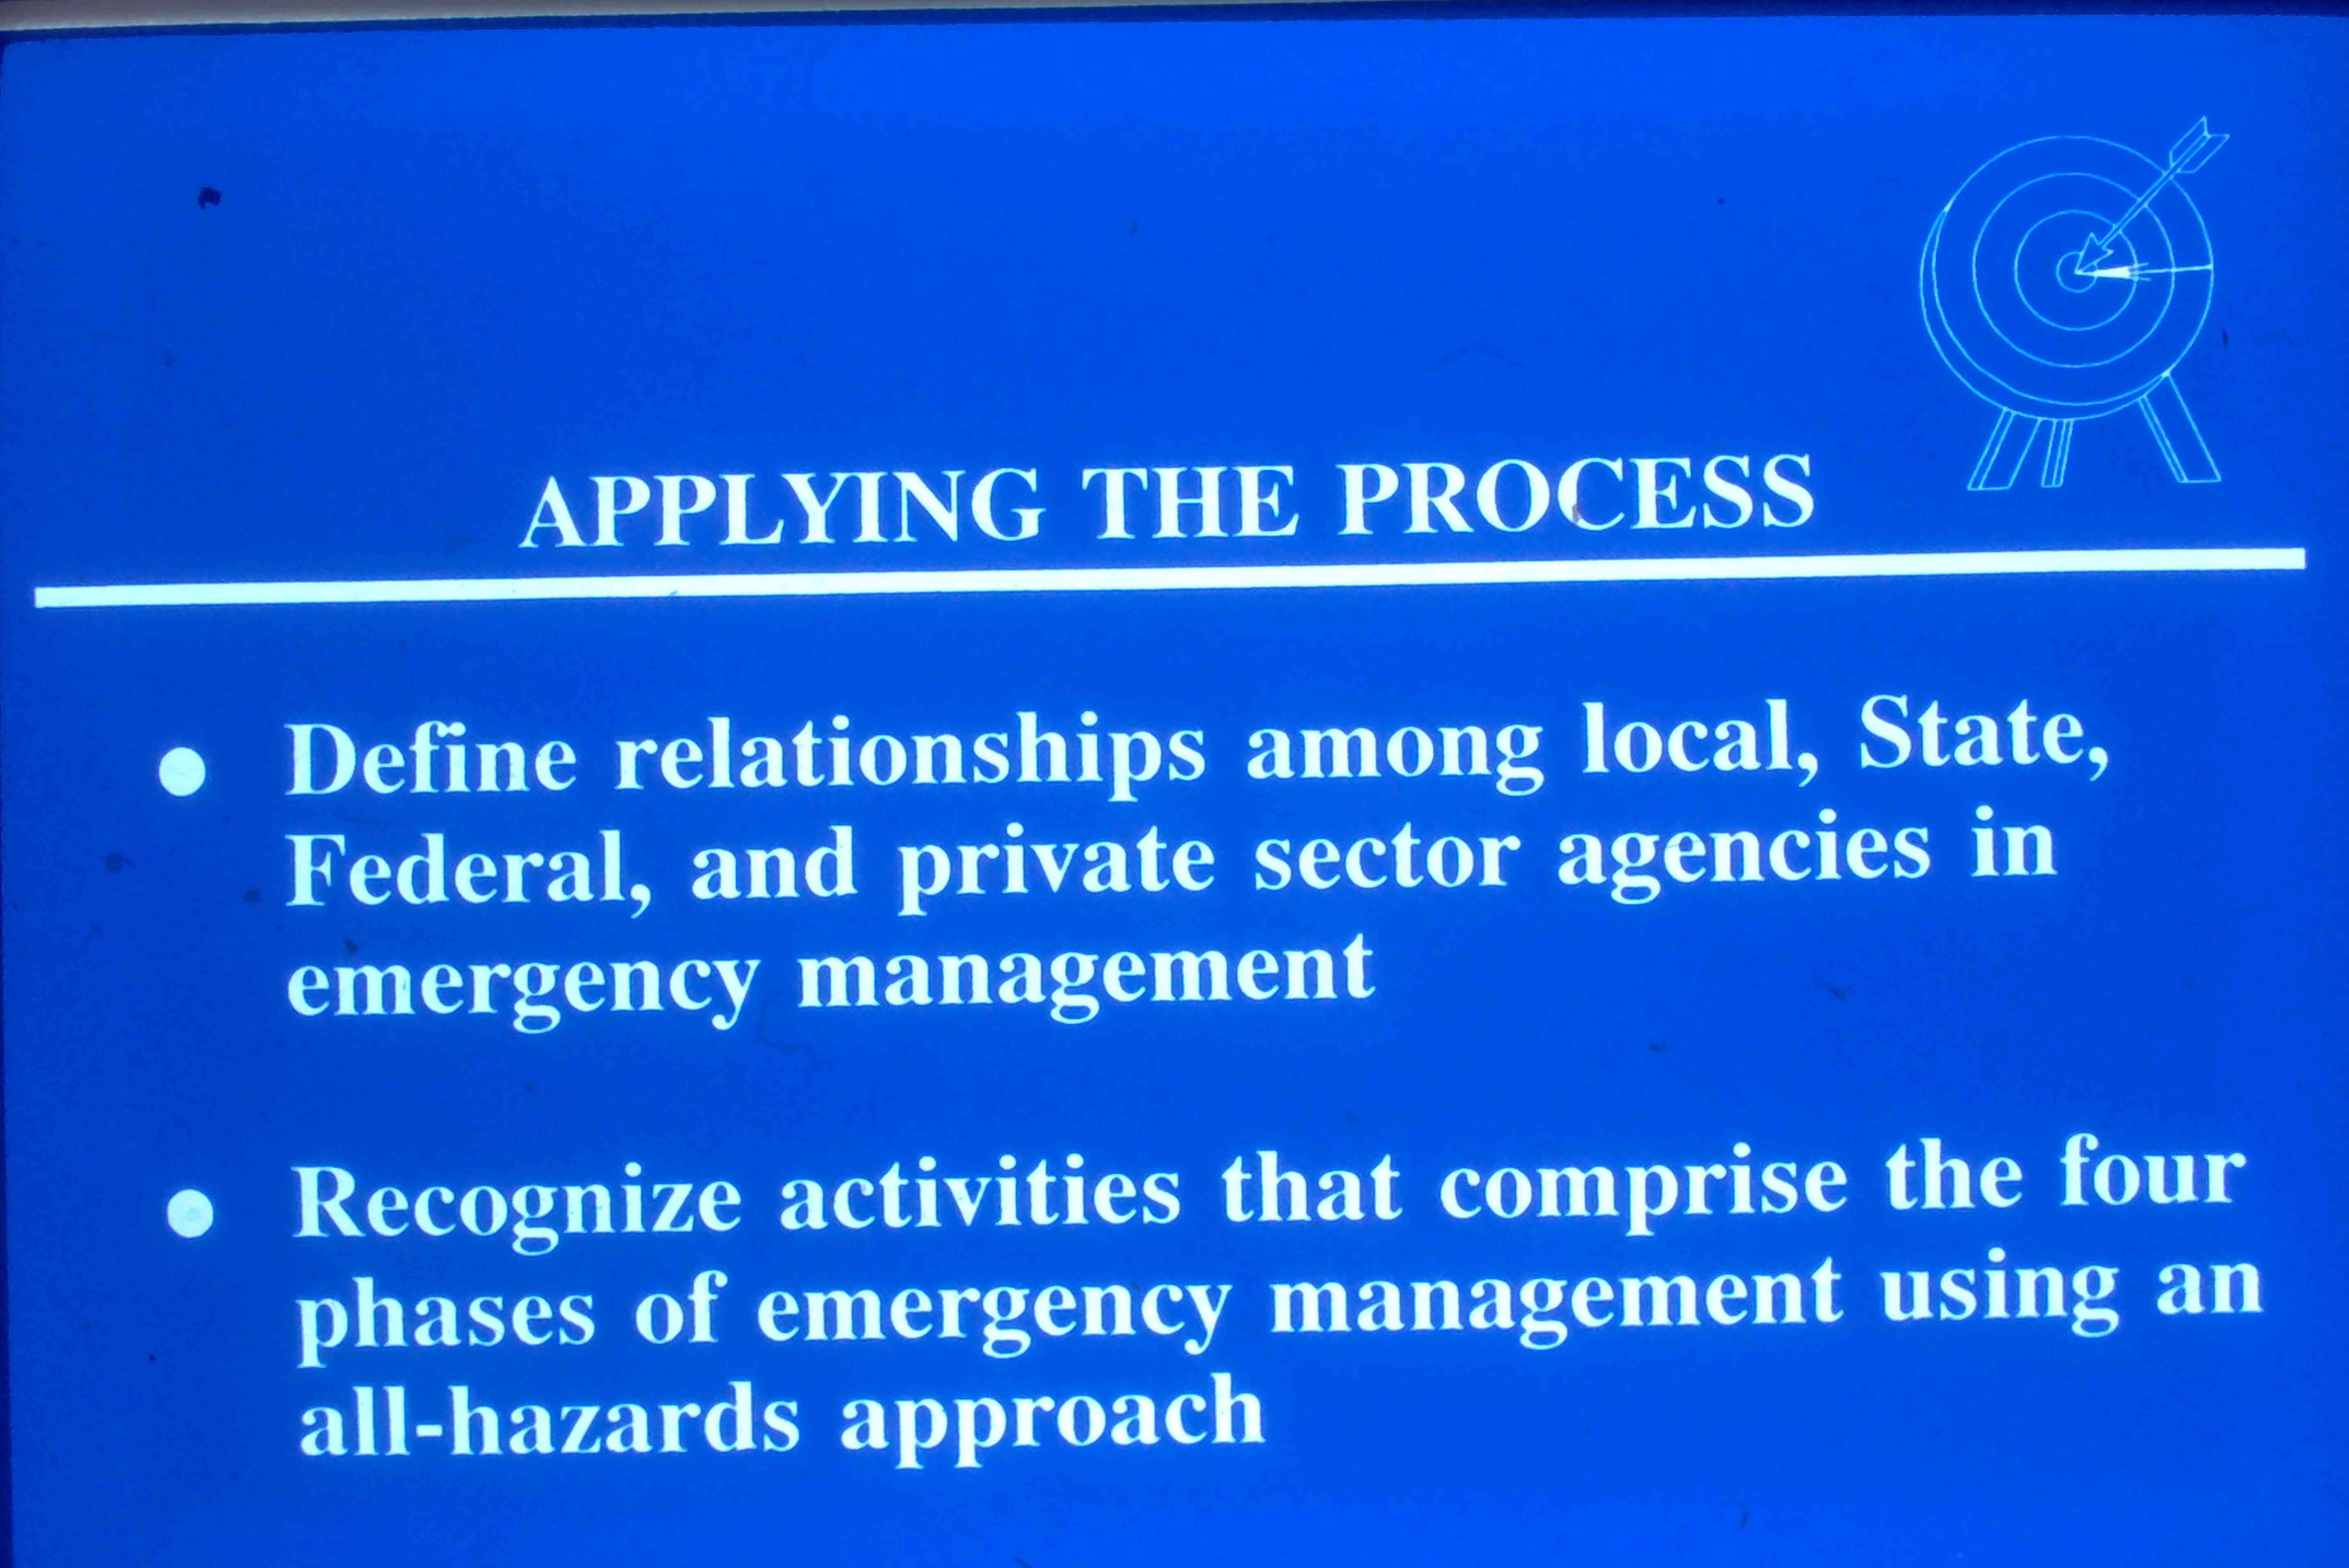 APPLYING THE PROCESS
● Define relationships among local, State,
Federal, and private sector agencies in
emergency management
● Recognize activities that comprise the four
phases of emergency management using an
all-hazards approach